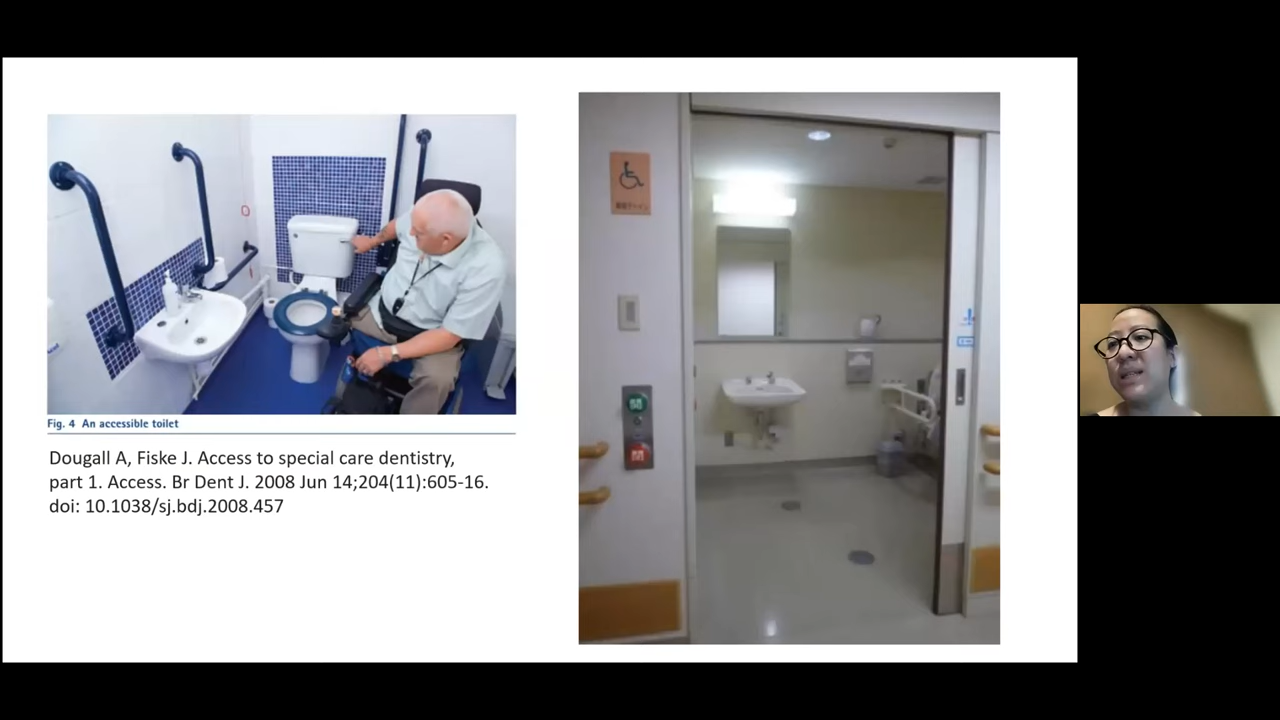 Fig. 4 An accessible toilet
Dougall A, Fiske J. Access to special care dentistry,
part 1. Access. Br Dent J. 2008 Jun 14;204(11):605-16.
doi: 10.1038/sj.bdj.2008.457